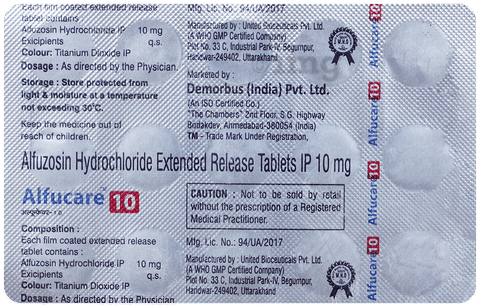 Each film coated extended release
tablet contains
Alfuzosin Hydrochloride IP 10 mg
Exicipients q.s.
Colour: Titanium Dioxide IP
Dosage : As directed by the Physician.
Storage : Store protected from
light & moisture at a temperature
not exceeding 30°C.
Keep the medicine out of
reach of children.
Mfg. Lic. No.: 94/UA/2017
Manufactured by : United Bioceuticals Pvt. Ltd.
(A WHO GMP Certified Company)
Plot No. 33 C, Industrial Park-IV, Begumpur,
Haridwar-249402, Uttarakhand
Marketed by :
Demorbus (India) Pvt. Ltd.
(An ISO Certified Co.)
"The Chambers" 2nd Floor, S.G. Highway
Bodakdev, Ahmedabad-380054 (India)
TM - Trade Mark Under Registration,
Alfuzosin Hydrochloride Extended Release Tablets IP 10 mg
Alfucare™ 10
अल्फूकेयर-10
CAUTION : Not to be sold by retail
without the prescription of a Registered
Medical Practitioner.
Composition :
Each film coated extended release
tablet contains :
Alfuzosin Hydrochloride IP 10 mg
Exicipients q.s.
Colour: Titanium Dioxide IP
Dosage : As directed by the Physician.
Mfg. Lic. No.: 94/UA/2017
Manufactured by : United Bioceuticals Pvt. Ltd.
(A WHO GMP Certified Company)
Plot No. 33 C, Industrial Park-IV, Begumpur,
Haridwar-249402, Uttarakhand
Alfucare 10
Alfucare 10
Alfucare 10
Alfucare 10